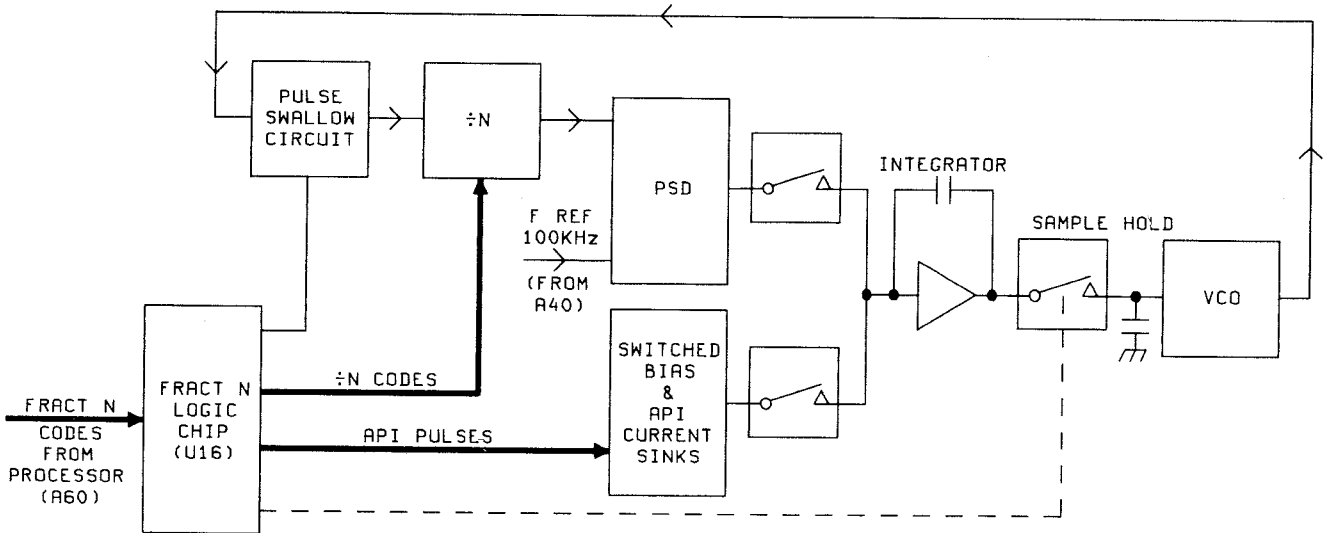 PULSE
SWALLOW
CIRCUIT
÷N
PSD
INTEGRATOR
F REF
100KHz
(FROM
A40)
SAMPLE HOLD
VCO
SWITCHED
BIAS
&
API
CURRENT
SINKS
÷N CODES
FRACT N
LOGIC
CHIP
(U16)
API PULSES
FRACT N
CODES
FROM
PROCESSOR
(A60)